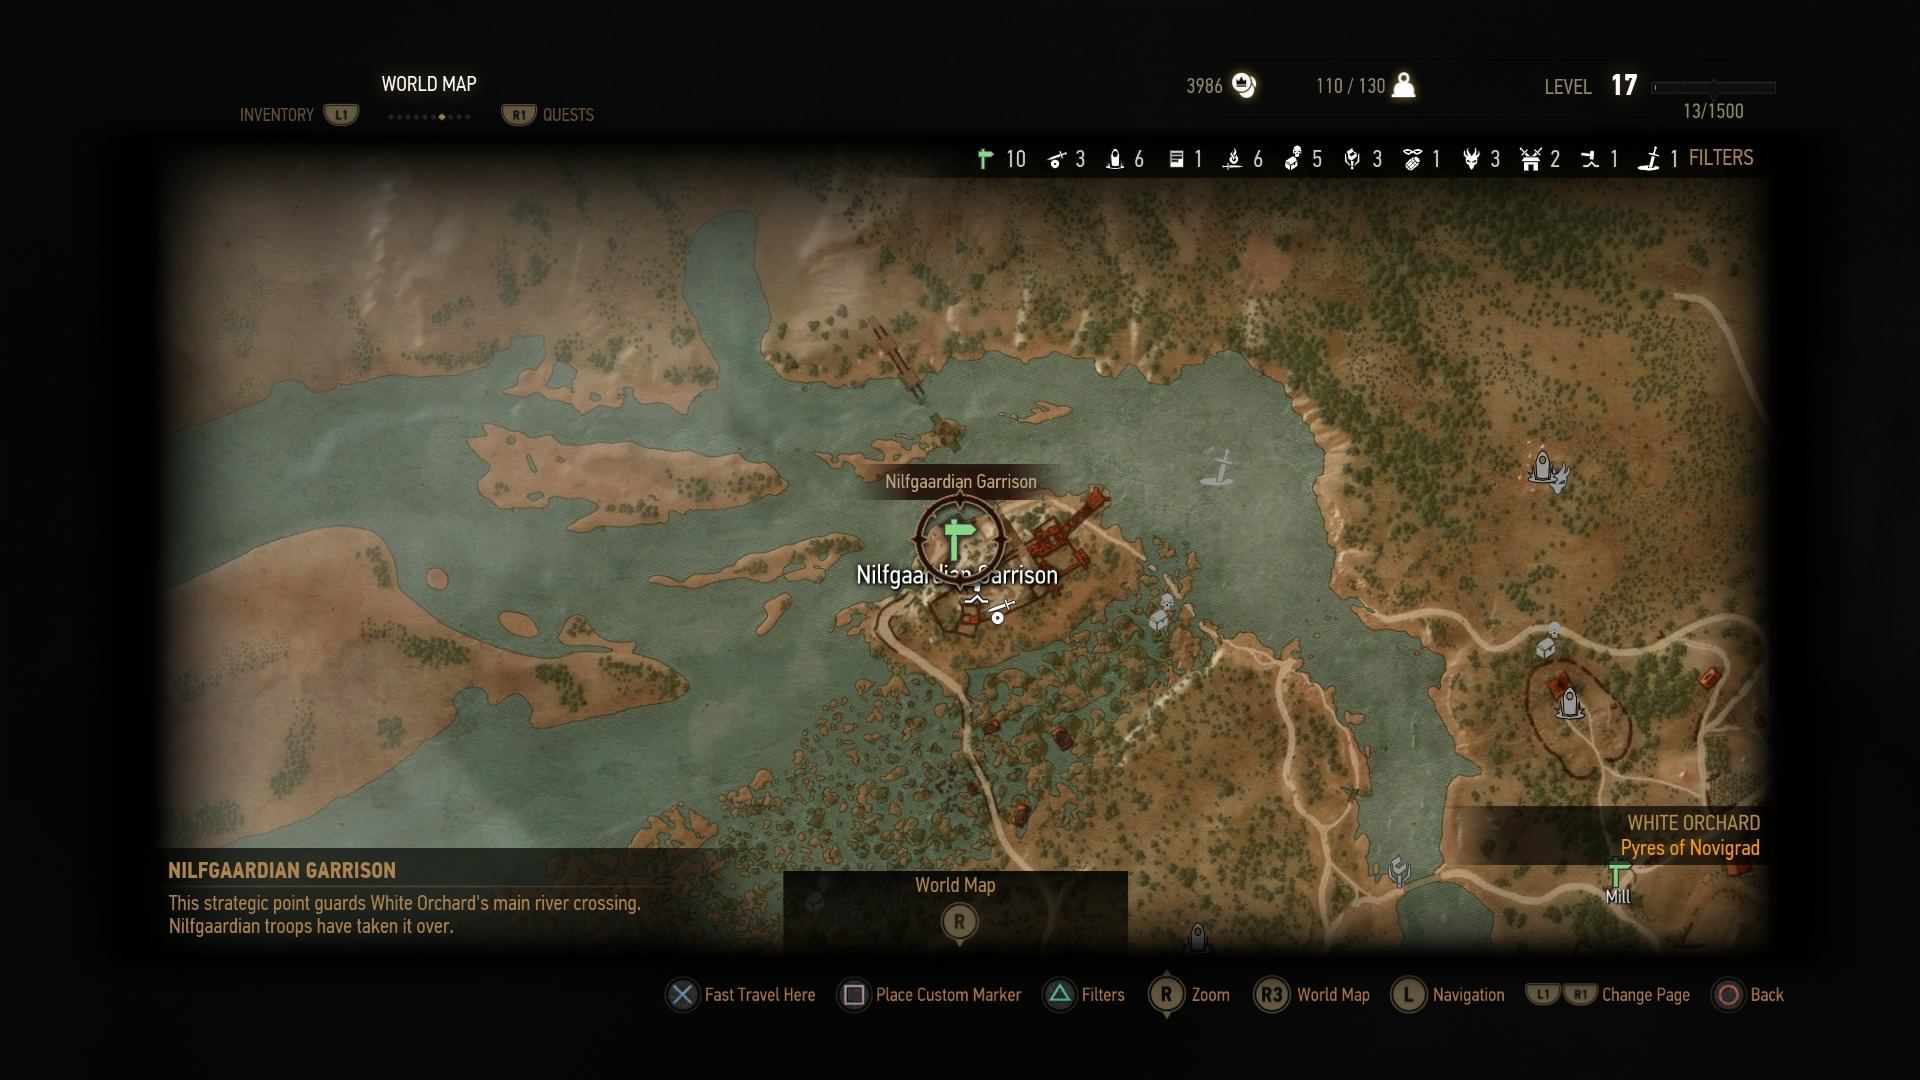 WORLD MAP
INVENTORY L1 R1 QUESTS
3986 110 / 130 LEVEL 17
13/1500
10 3 6 1 6 5 3 1 3 2 1 1 FILTERS
Nilfgaardian Garrison
Nilfgaardian Garrison
WHITE ORCHARD
Pyres of Novigrad
Mill
NILFGAARDIAN GARRISON
This strategic point guards White Orchard's main river crossing.
Nilfgaardian troops have taken it over.
World Map
R
Fast Travel Here Place Custom Marker Filters R Zoom R3 World Map L Navigation L1 R1 Change Page Back